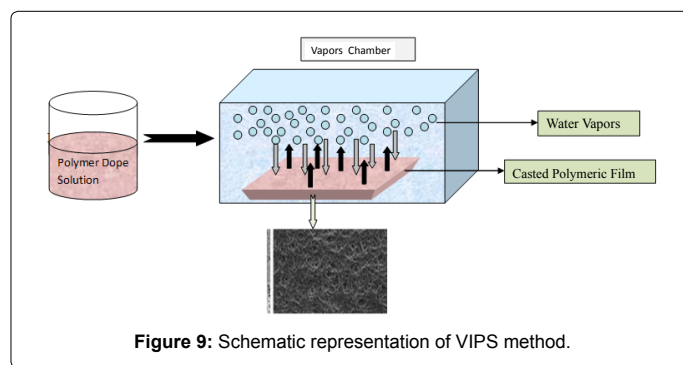 Vapors Chamber
Polymer Dope
Solution
Water Vapors
Casted Polymeric Film
Figure 9: Schematic representation of VIPS method.